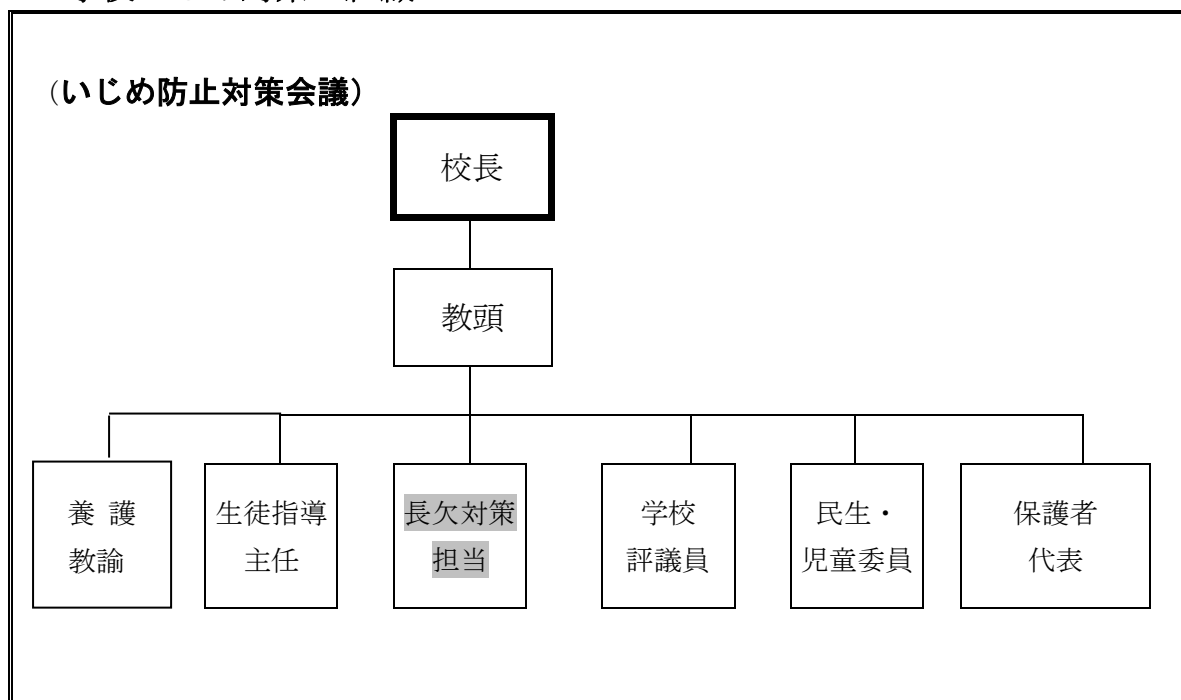 (いじめ防止対策会議)
校長
教頭
養 護
教諭
生徒指導
主任
長欠対策
担当
学校
評議員
民生・
児童委員
保護者
代表